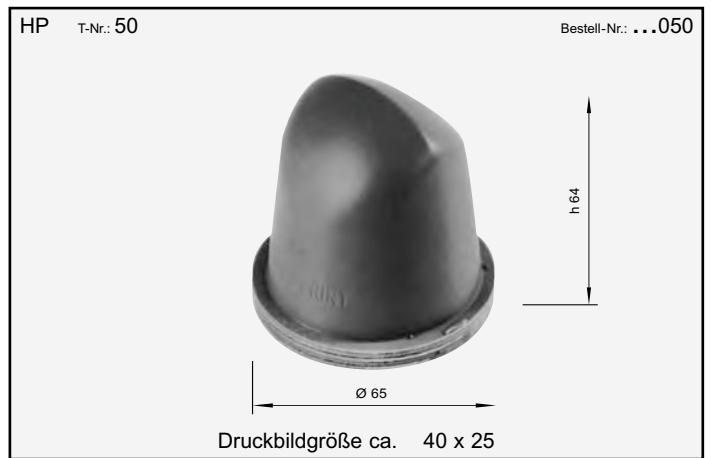 HP T-Nr.: 50 Bestell-Nr.: ...050
h 64
Ø 65
Druckbildgröße ca. 40 x 25